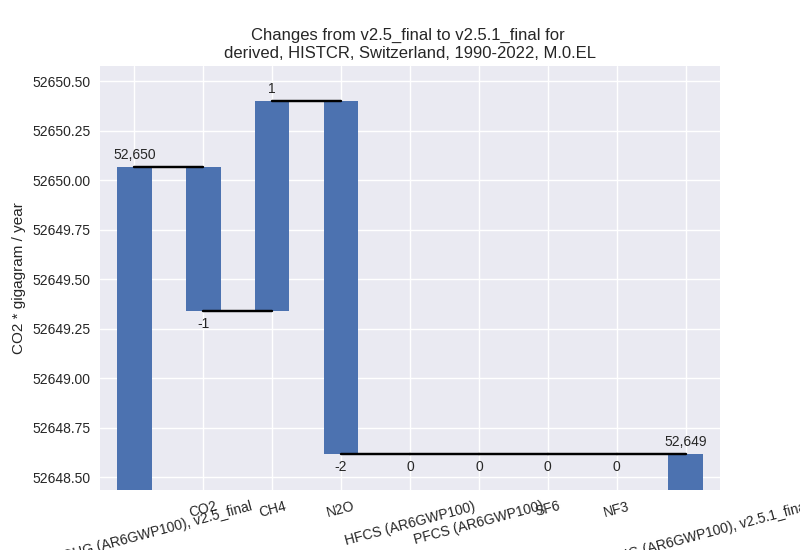 Changes from v2.5_final to v2.5.1_final for
derived, HISTCR, Switzerland, 1990-2022, M.0.EL
CO2 * gigagram / year
52650.50
52650.25
52650.00
52649.75
52649.50
52649.25
52649.00
52648.75
52648.50
52,650
-1
1
-2
0
0
0
0
52,649
(AR6GWP100), v2.5_final
CO2
CH4
N2O
HFCS (AR6GWP100)
PFCS (AR6GWP100)
SF6
NF3
(AR6GWP100), v2.5.1_fina